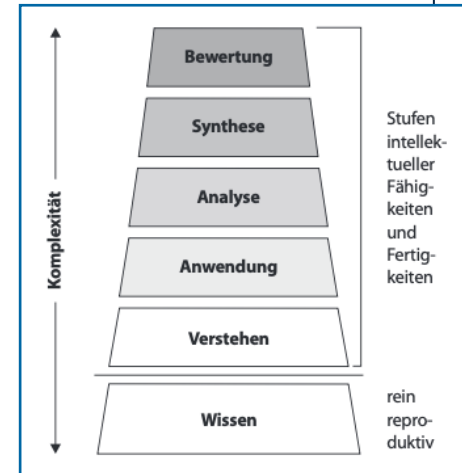 Bewertung
Synthese
Analyse
Anwendung
Verstehen
Wissen
Komplexität
Stufen
intellek-
tueller
Fähig-
keiten
und
Fertig-
keiten
rein
repro-
duktiv